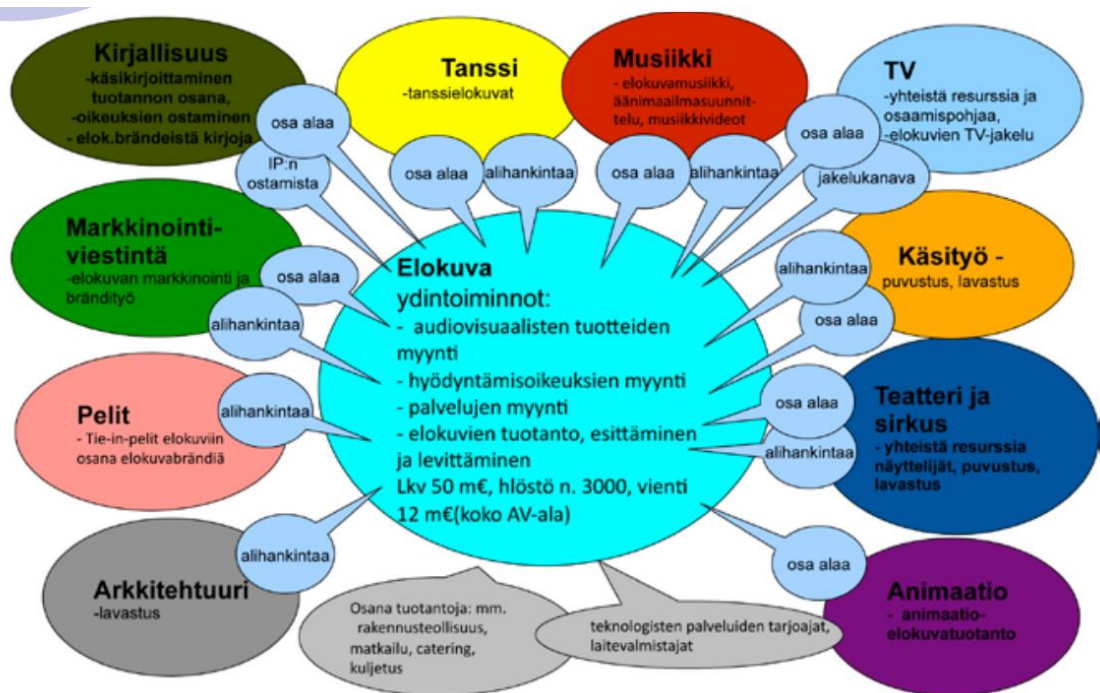 Kirjallisuus
-käsikirjoittaminen
tuotannon osana,
-oikeuksien ostaminen
- elok.brändeistä kirjoja
osa alaa
IP:n
ostamista
Tanssi
-tanssielokuvat
osa alaa
alihankintaa
Musiikki
- elokuvamusiikki,
äänimaailmasuunnit-
telu, musiikkivideot
osa alaa
alihankintaa
TV
-yhteistä resurssia ja
osaamispohjaa,
-elokuvien TV-jakelu
osa alaa
jakelukanava
Markkinointi-
viestintä
-elokuvan markkinointi ja
brändityö
osa alaa
alihankintaa
Elokuva
ydintoiminnot:
- audiovisuaalisten tuotteiden
myynti
- hyödyntämisoikeuksien myynti
- palvelujen myynti
- elokuvien tuotanto, esittäminen
ja levittäminen
Lkv 50 m€, hlöstö n. 3000, vienti
12 m€(koko AV-ala)
Käsityö -
puvustus, lavastus
alihankintaa
osa alaa
Pelit
- Tie-in-pelit elokuviin
osana elokuvabrändiä
alihankintaa
Teatteri ja
sirkus
- yhteistä resurssia
näyttelijät, puvustus,
lavastus
osa alaa
alihankintaa
Arkkitehtuuri
-lavastus
alihankintaa
Osana tuotantoja: mm.
rakennusteollisuus,
matkailu, catering,
kuljetus
teknologisten palveluiden tarjoajat,
laitevalmistajat
Animaatio
- animaatio-
elokuvatuotanto
osa alaa